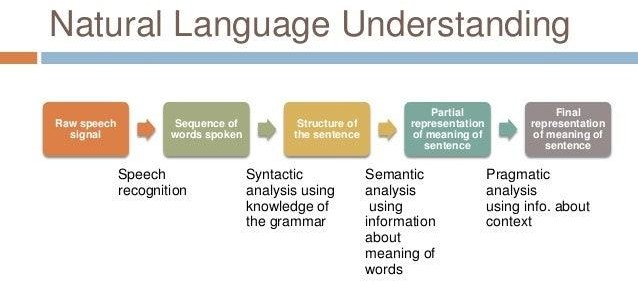 Natural Language Understanding
Raw speech
signal
Sequence of
words spoken
Structure of
the sentence
Partial
representation
of meaning of
sentence
Final
representation
of meaning of
sentence
Speech
recognition
Syntactic
analysis using
knowledge of
the grammar
Semantic
analysis
using
information
about
meaning of
words
Pragmatic
analysis
using info. about
context